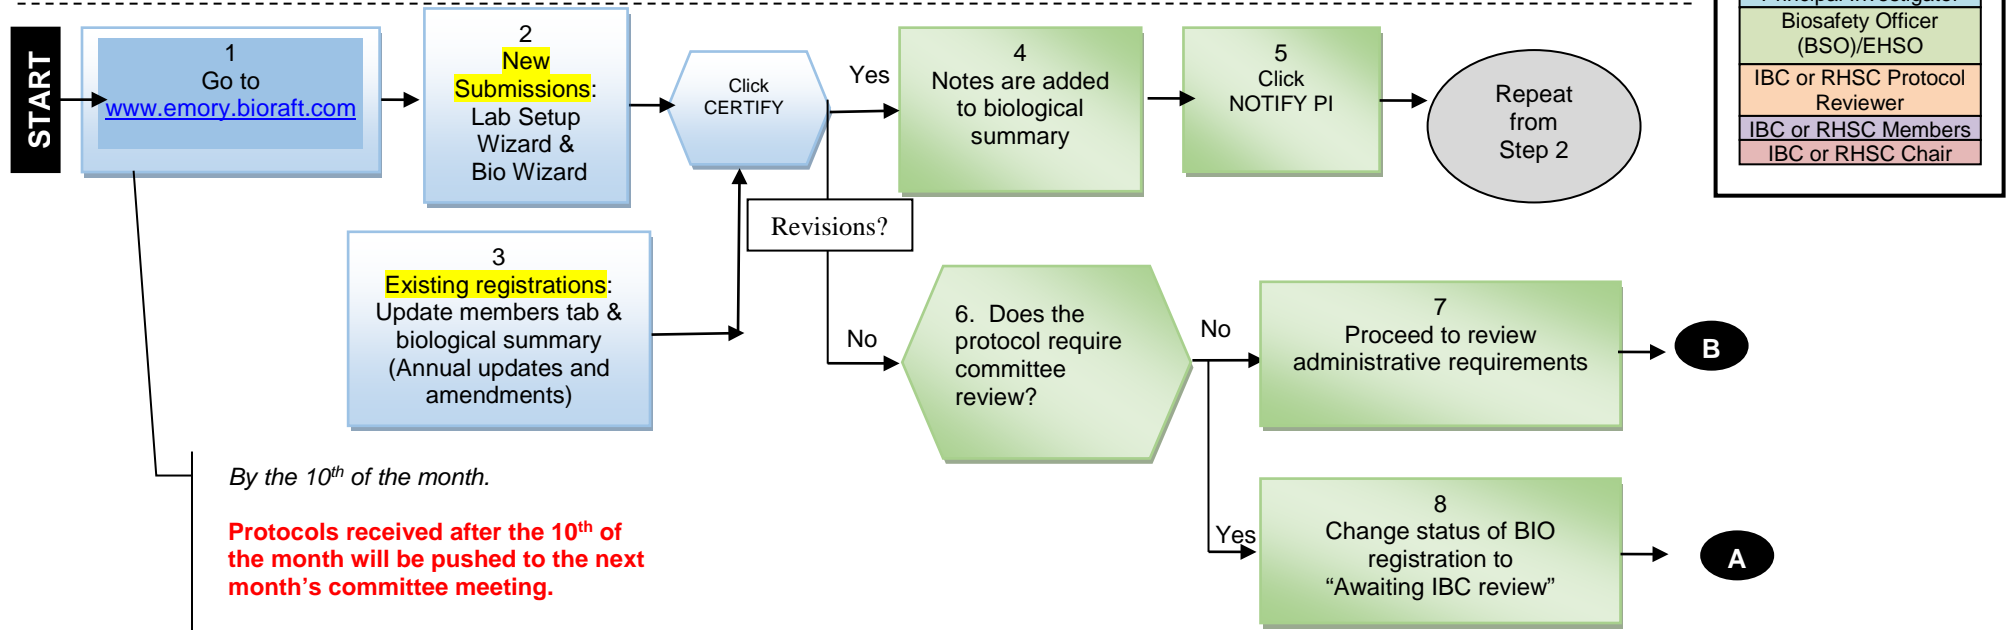 START
1
Go to
www.emory.bioraft.com
2
New
Submissions:
Lab Setup
Wizard &
Bio Wizard
Click
CERTIFY
Yes
4
Notes are added
to biological
summary
5
Click
NOTIFY PI
Repeat
from
Step 2
Principal Investigator
Biosafety Officer
(BSO)/EHSO
IBC or RHSC Protocol
Reviewer
IBC or RHSC Members
IBC or RHSC Chair
Revisions?
3
Existing registrations:
Update members tab &
biological summary
(Annual updates and
amendments)
No
6. Does the
protocol require
committee
review?
No
7
Proceed to review
administrative requirements
B
Yes
8
Change status of BIO
registration to
“Awaiting IBC review”
A
By the 10th of the month.
Protocols received after the 10th of
the month will be pushed to the next
month’s committee meeting.